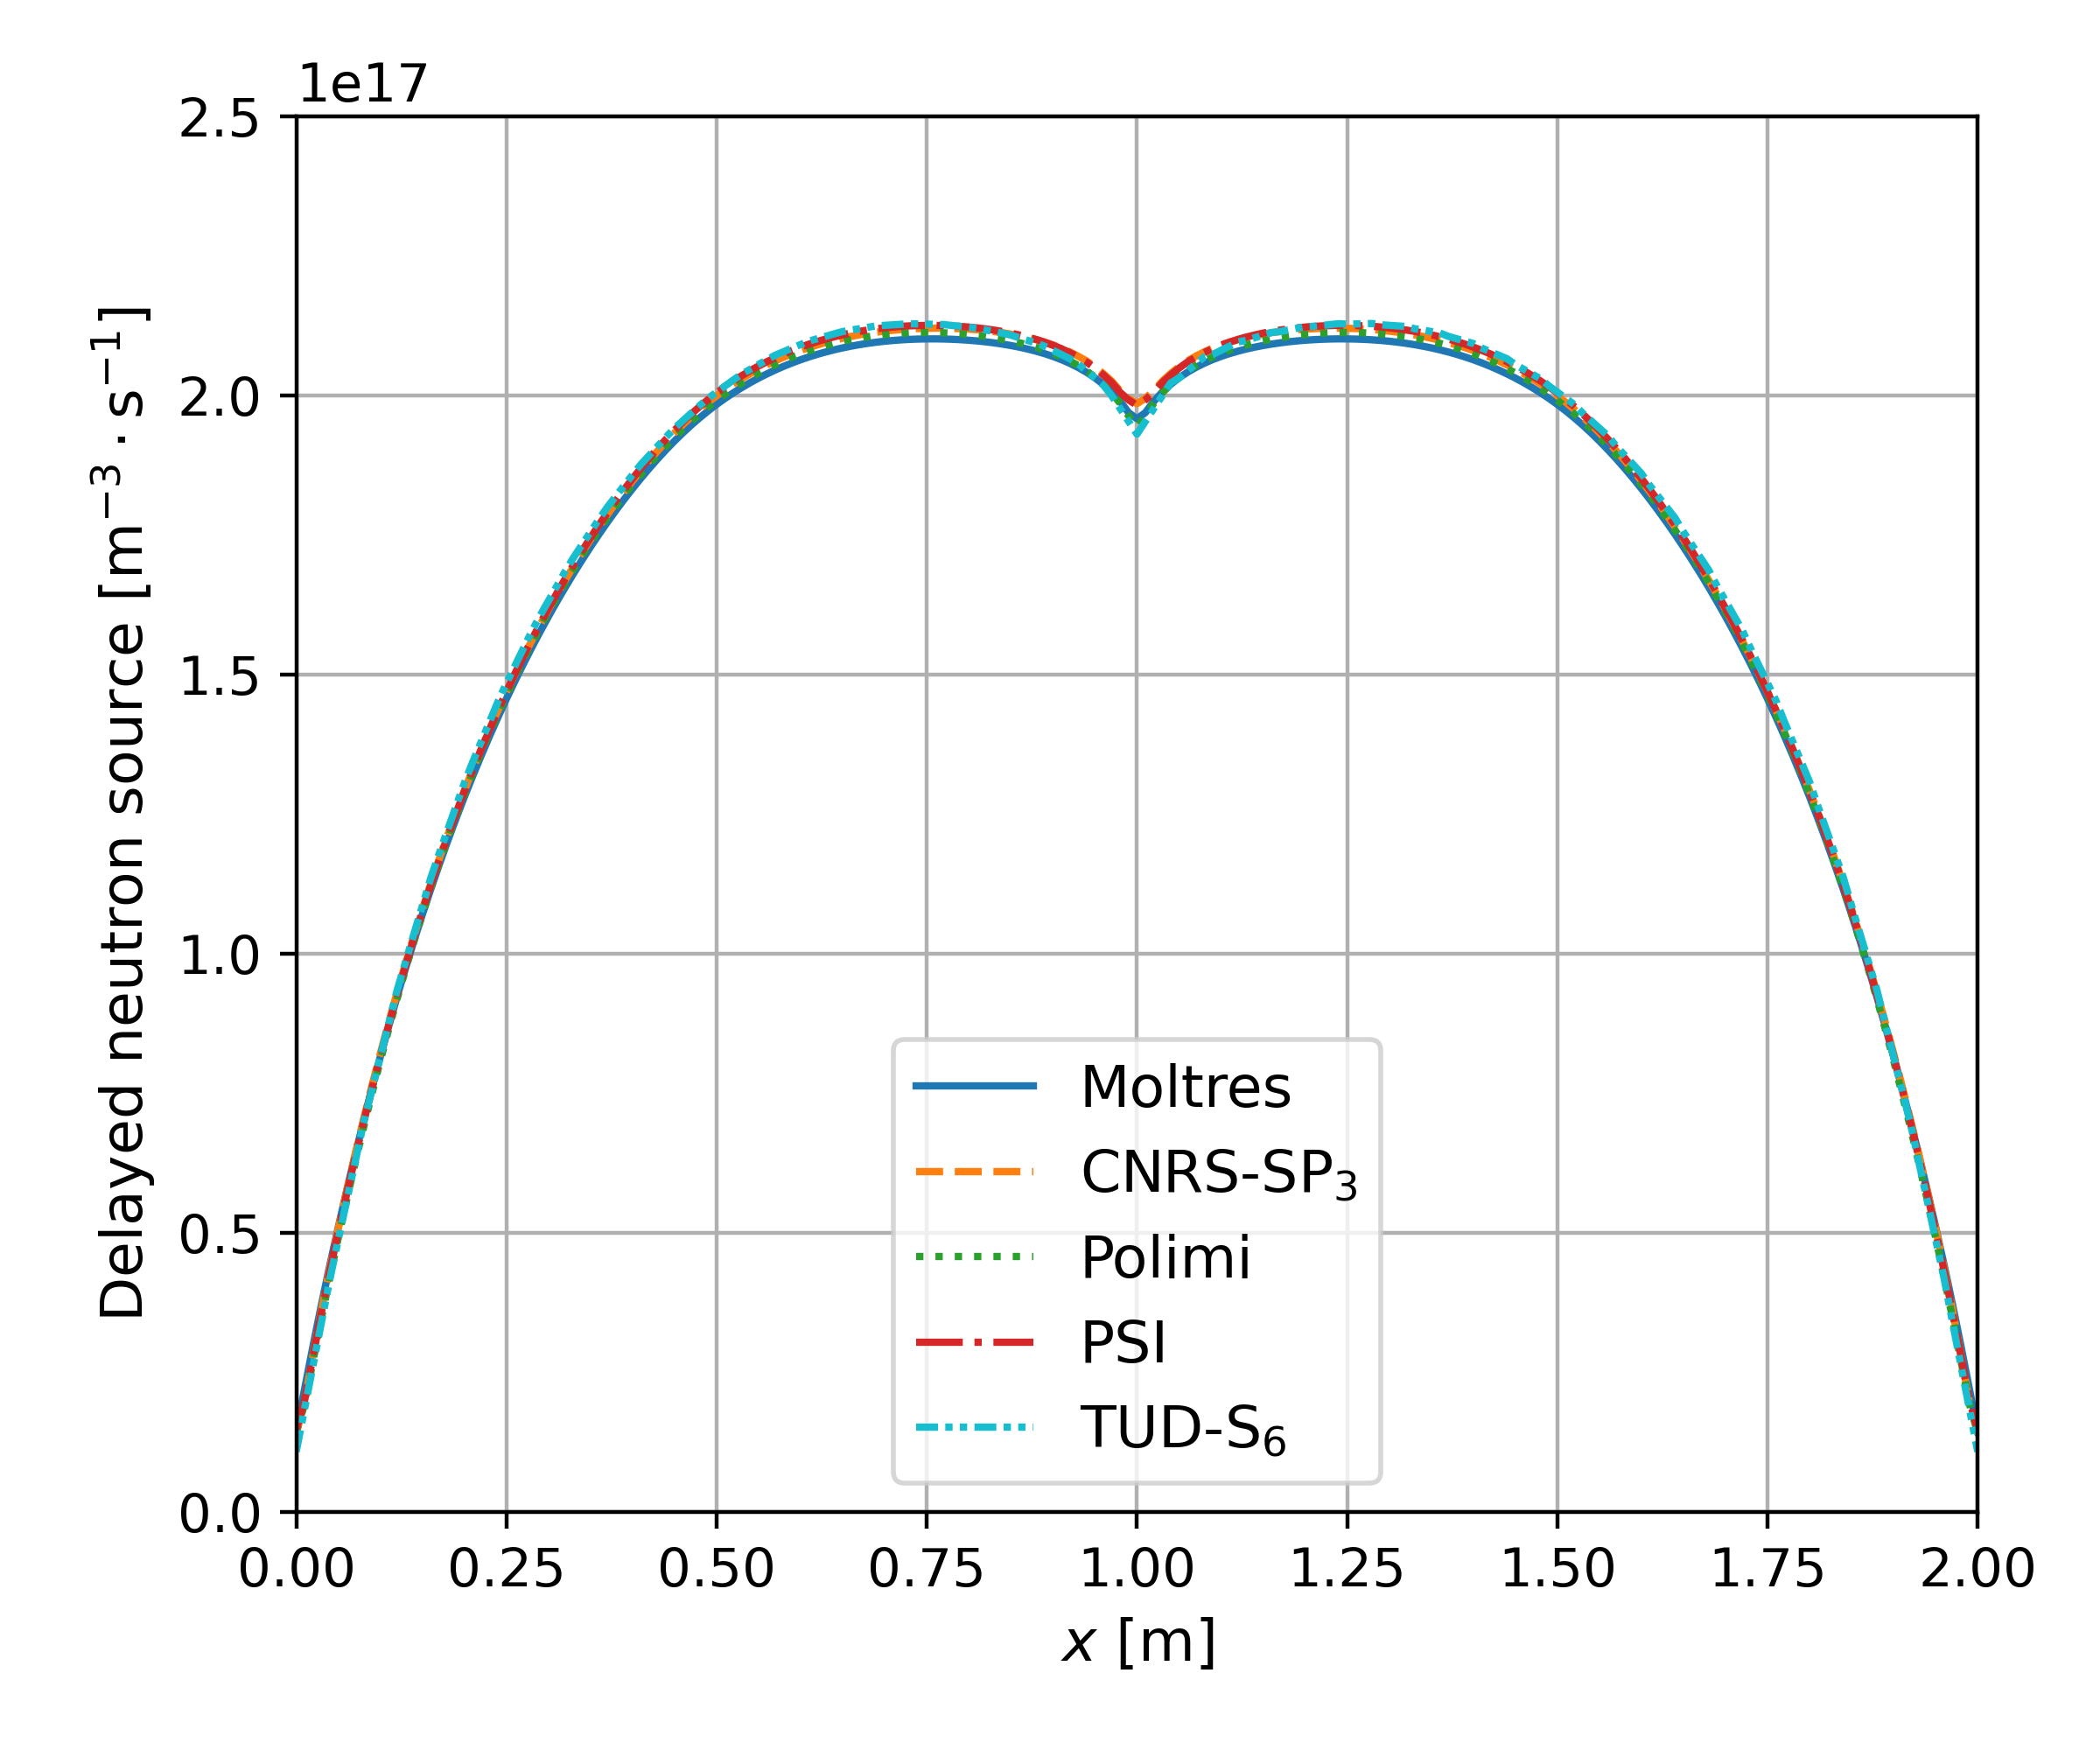 1e17
2.5
2.0
1.5
1.0
0.5
0.0
Delayed neutron source [m⁻³ · s⁻¹]
Moltres
CNRS-SP₃
Polimi
PSI
TUD-S₆
0.00 0.25 0.50 0.75 1.00 1.25 1.50 1.75 2.00
x [m]